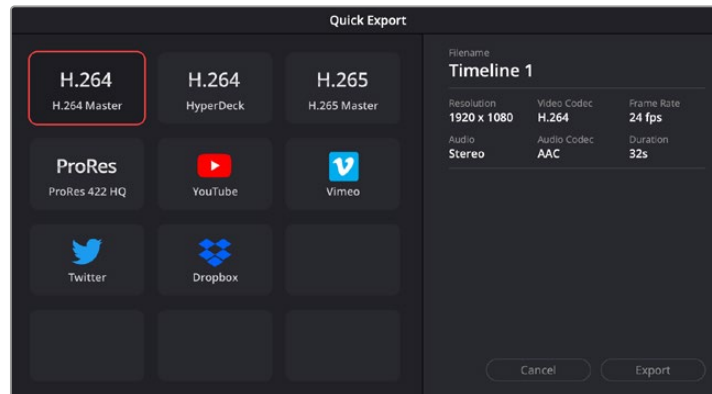 Quick Export
H.264
H.264 Master
H.264
HyperDeck
H.265
H.265 Master
ProRes
ProRes 422 HQ
YouTube
Vimeo
Twitter
Dropbox
Filename
Timeline 1
Resolution Video Codec Frame Rate
1920 x 1080 H.264 24 fps
Audio Audio Codec Duration
Stereo AAC 32s
Cancel Export